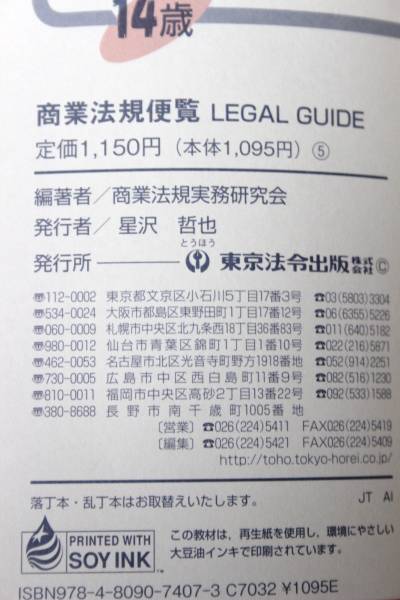 14歳
商業法規便覧 LEGAL GUIDE
定価1,150円(本体1,095円)⑤
編著者/商業法規実務研究会
発行者/星沢 哲也
とうほう
発行所 東京法令出版株式会社©
〒112-0002 東京都文京区小石川5丁目17番3号 ☎03(5803)3304
〒534-0024 大阪市都島区東野田町1丁目17番12号 ☎06(6355)5226
〒060-0009 札幌市中央区北九条西18丁目36番83号 ☎011(640)5182
〒980-0012 仙台市青葉区錦町1丁目1番10号 ☎022(216)5871
〒462-0053 名古屋市北区光音寺町野方1918番地 ☎052(914)2251
〒730-0005 広島市中区西白島町11番9号 ☎082(516)1230
〒810-0011 福岡市中央区高砂2丁目13番22号 ☎092(533)1588
〒380-8688 長野市南千歳町1005番地
〔営業〕☎026(224)5411 FAX026(224)5419
〔編集〕☎026(224)5421 FAX026(224)5409
http://toho.tokyo-horei.co.jp/
落丁本・乱丁本はお取替えいたします。 JT AI
PRINTED WITH
SOY INK
この教材は、再生紙を使用し、環境にやさしい
大豆油インキで印刷されています。
ISBN978-4-8090-7407-3 C7032 ¥1095E